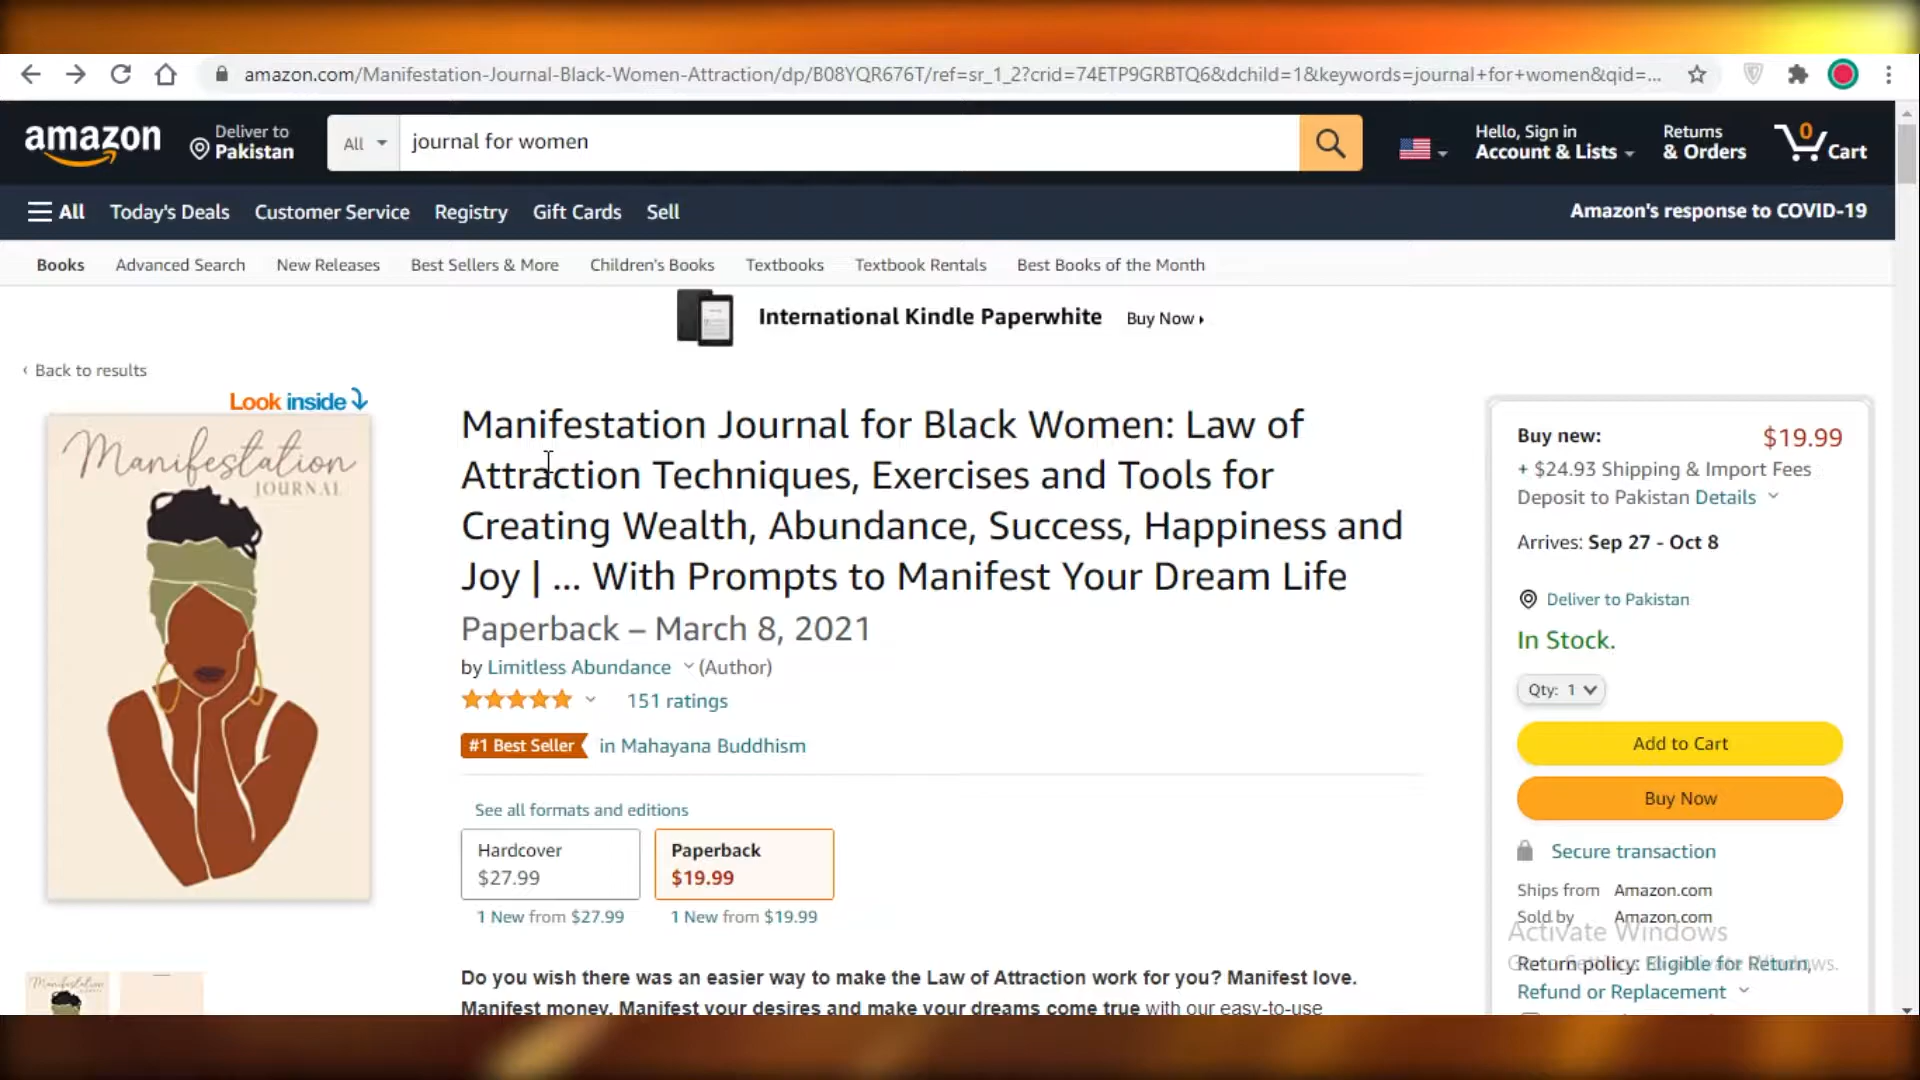 amazon.com/Manifestation-Journal-Black-Women-Attraction/dp/B08YQR676T/ref=sr_1_2?crid=74ETP9GRBTQ6&dchild=1&keywords=journal+for+women&qid=...
amazon
Deliver to
Pakistan
All
journal for women
Hello, Sign in
Account & Lists
Returns
& Orders
0
Cart
All
Today's Deals
Customer Service
Registry
Gift Cards
Sell
Amazon's response to COVID-19
Books
Advanced Search
New Releases
Best Sellers & More
Children's Books
Textbooks
Textbook Rentals
Best Books of the Month
International Kindle Paperwhite
Buy Now
‹ Back to results
Look inside
Manifestation
JOURNAL
Manifestation Journal for Black Women: Law of
Attraction Techniques, Exercises and Tools for
Creating Wealth, Abundance, Success, Happiness and
Joy | ... With Prompts to Manifest Your Dream Life
Paperback – March 8, 2021
by Limitless Abundance (Author)
151 ratings
#1 Best Seller in Mahayana Buddhism
See all formats and editions
Hardcover
$27.99
1 New from $27.99
Paperback
$19.99
1 New from $19.99
Do you wish there was an easier way to make the Law of Attraction work for you? Manifest love.
Manifest money. Manifest your desires and make your dreams come true with our easy-to-use
Manifestation
Buy new:
$19.99
+ $24.93 Shipping & Import Fees
Deposit to Pakistan Details
Arrives: Sep 27 - Oct 8
Deliver to Pakistan
In Stock.
Qty: 1
Add to Cart
Buy Now
Secure transaction
Ships from Amazon.com
Sold by Amazon.com
Activate Windows
Return policy: Eligible for Return,
Refund or Replacement